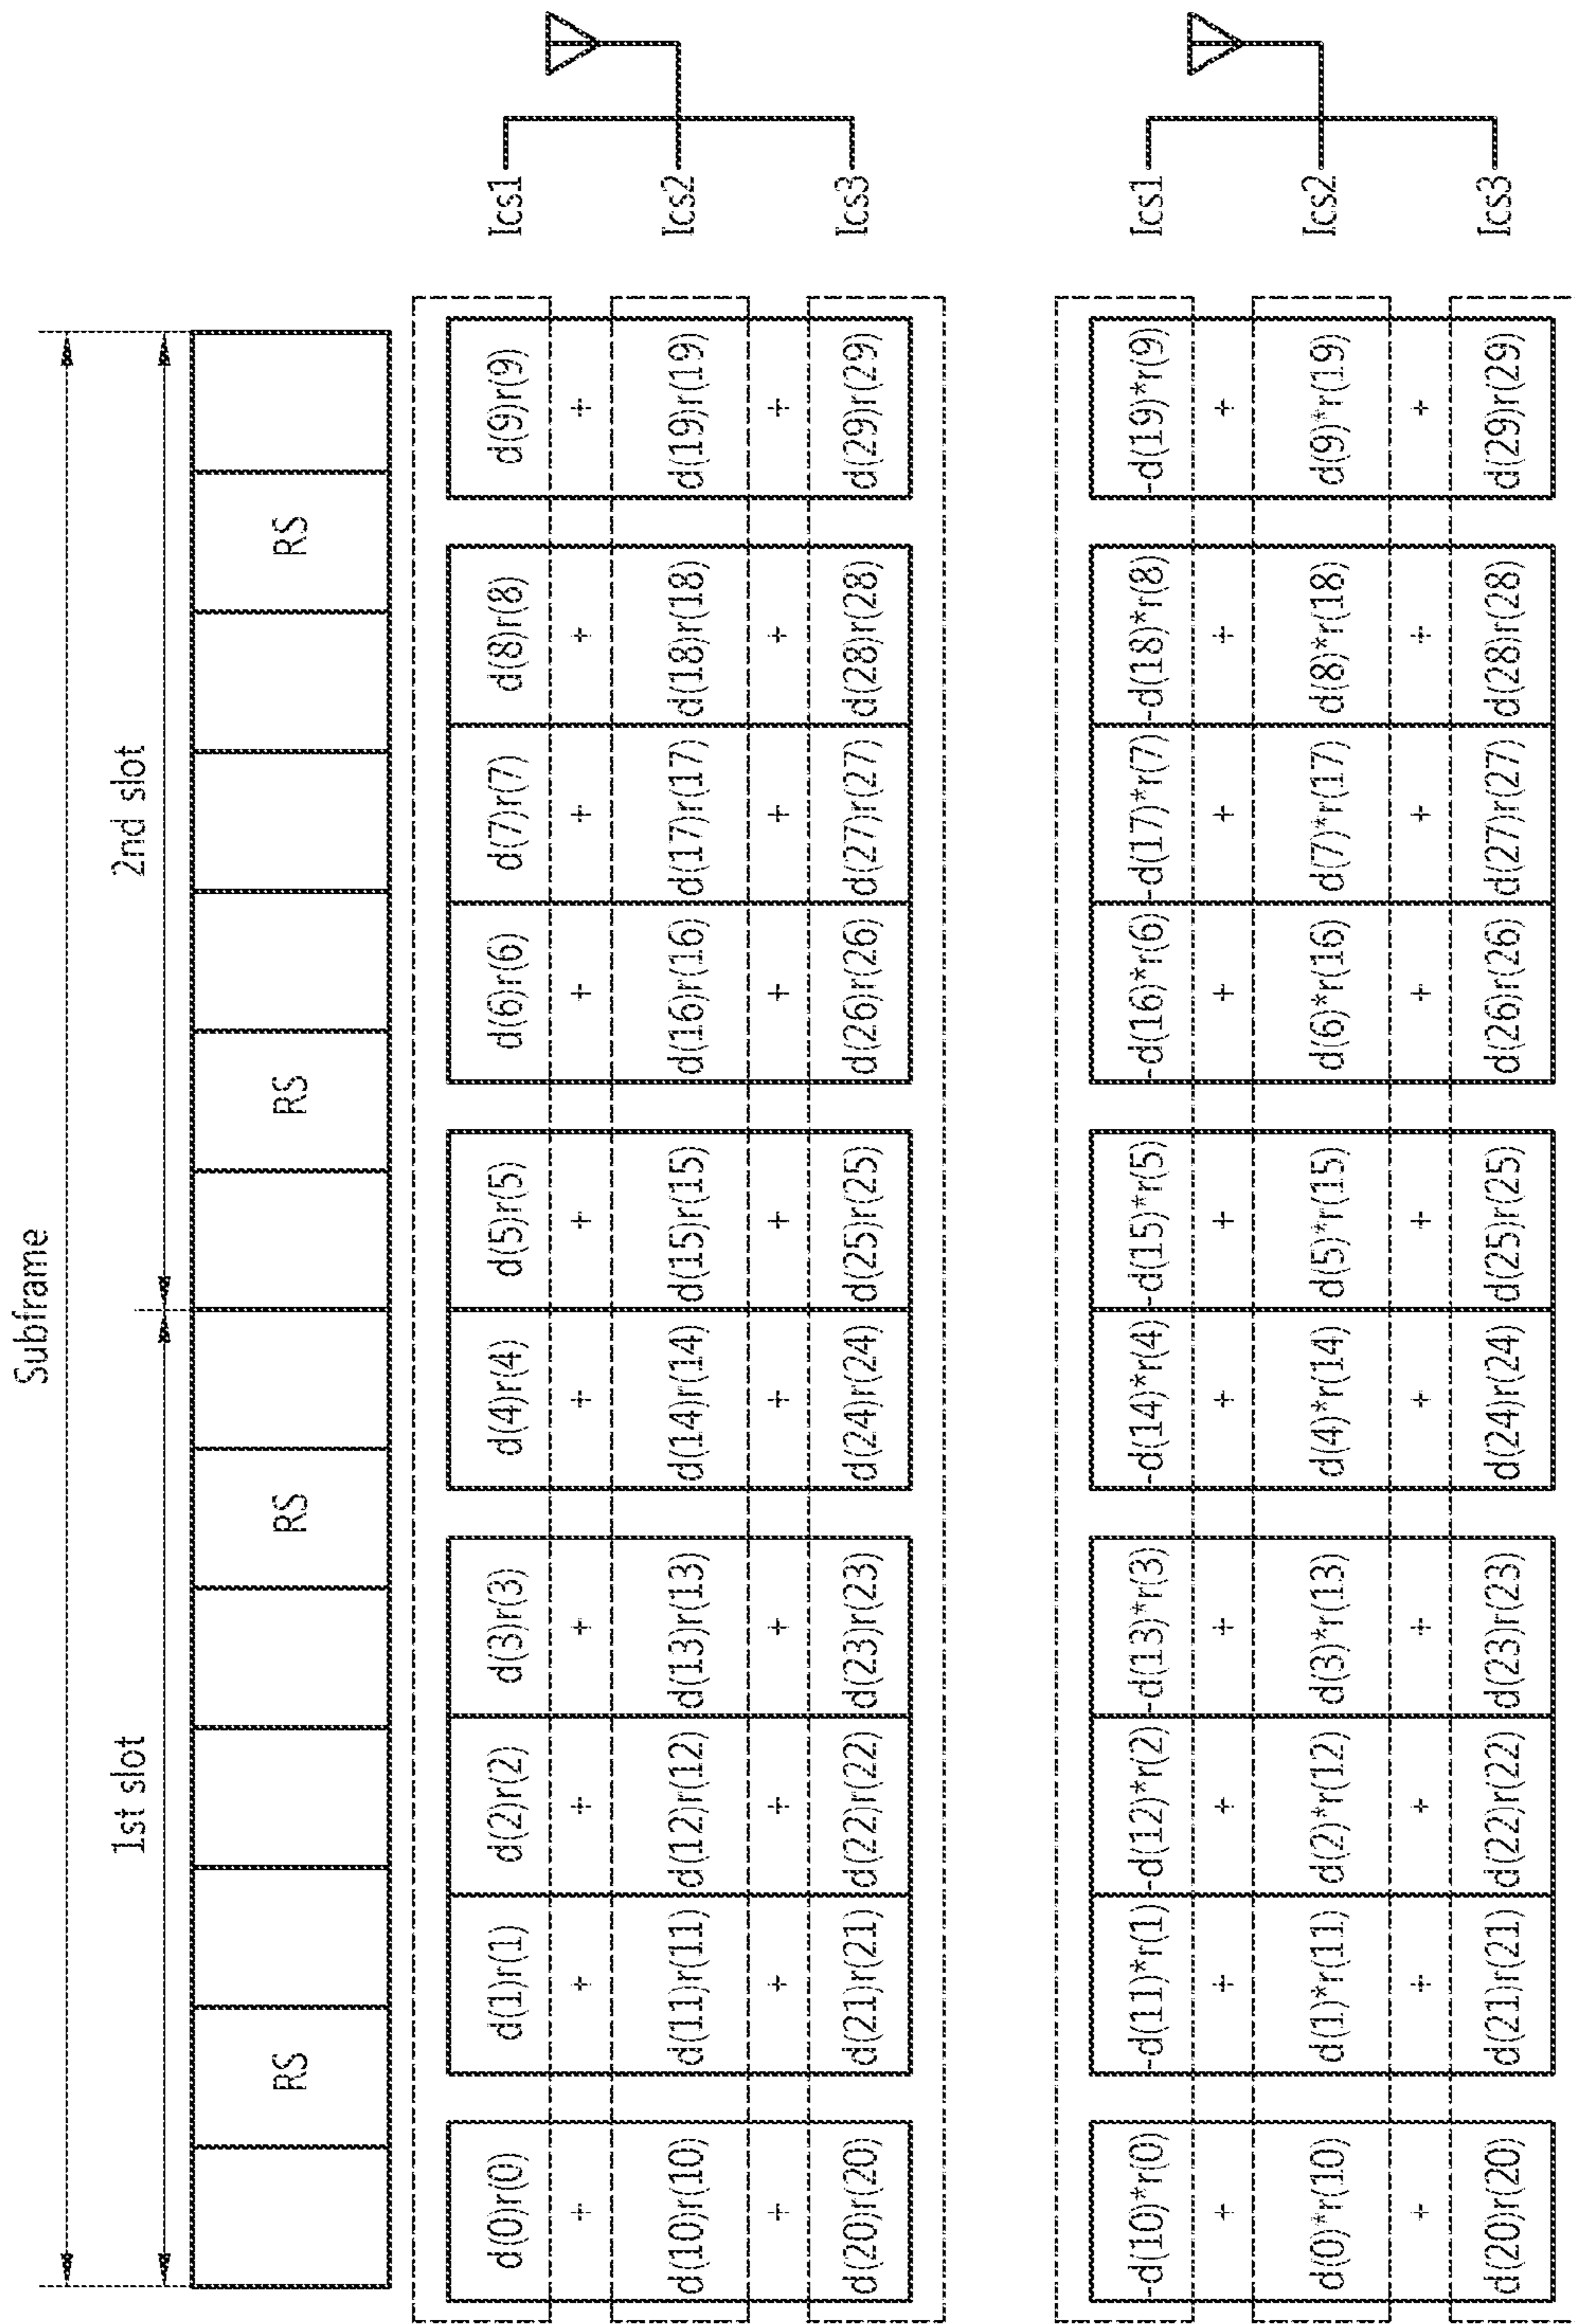 Subframe
1st slot 2nd slot
RS RS RS RS
d(0)r(0) d(1)r(1) d(2)r(2) d(3)r(3) d(4)r(4) d(5)r(5) d(6)r(6) d(7)r(7) d(8)r(8) d(9)r(9) Ics1
+ + + + + + + + + +
d(10)r(10) d(11)r(11) d(12)r(12) d(13)r(13) d(14)r(14) d(15)r(15) d(16)r(16) d(17)r(17) d(18)r(18) d(19)r(19) Ics2
+ + + + + + + + + +
d(20)r(20) d(21)r(21) d(22)r(22) d(23)r(23) d(24)r(24) d(25)r(25) d(26)r(26) d(27)r(27) d(28)r(28) d(29)r(29) Ics3
-d(10)*r(0) -d(11)*r(1) -d(12)*r(2) -d(13)*r(3) -d(14)*r(4) -d(15)*r(5) -d(16)*r(6) -d(17)*r(7) -d(18)*r(8) -d(19)*r(9) Ics1
+ + + + + + + + + +
d(0)*r(10) d(1)*r(11) d(2)*r(12) d(3)*r(13) d(4)*r(14) d(5)*r(15) d(6)*r(16) d(7)*r(17) d(8)*r(18) d(9)*r(19) Ics2
+ + + + + + + + + +
d(20)r(20) d(21)r(21) d(22)r(22) d(23)r(23) d(24)r(24) d(25)r(25) d(26)r(26) d(27)r(27) d(28)r(28) d(29)r(29) Ics3